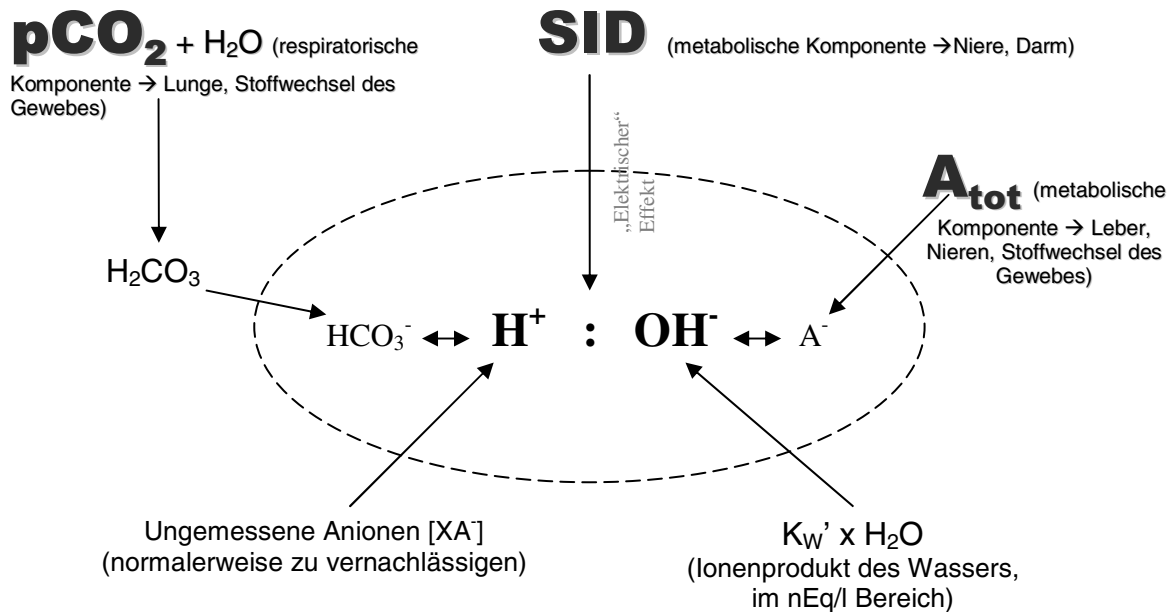 pCO₂ + H₂O (respiratorische
Komponente → Lunge, Stoffwechsel des
Gewebes)
SID (metabolische Komponente →Niere, Darm)
„Elektrischer“
Effekt
A_tot (metabolische
Komponente → Leber,
Nieren, Stoffwechsel des
Gewebes)
H₂CO₃
HCO₃⁻ ↔ H⁺ : OH⁻ ↔ A⁻
Ungemessene Anionen [XA⁻]
(normalerweise zu vernachlässigen)
K_W’ x H₂O
(Ionenprodukt des Wassers,
im nEq/l Bereich)